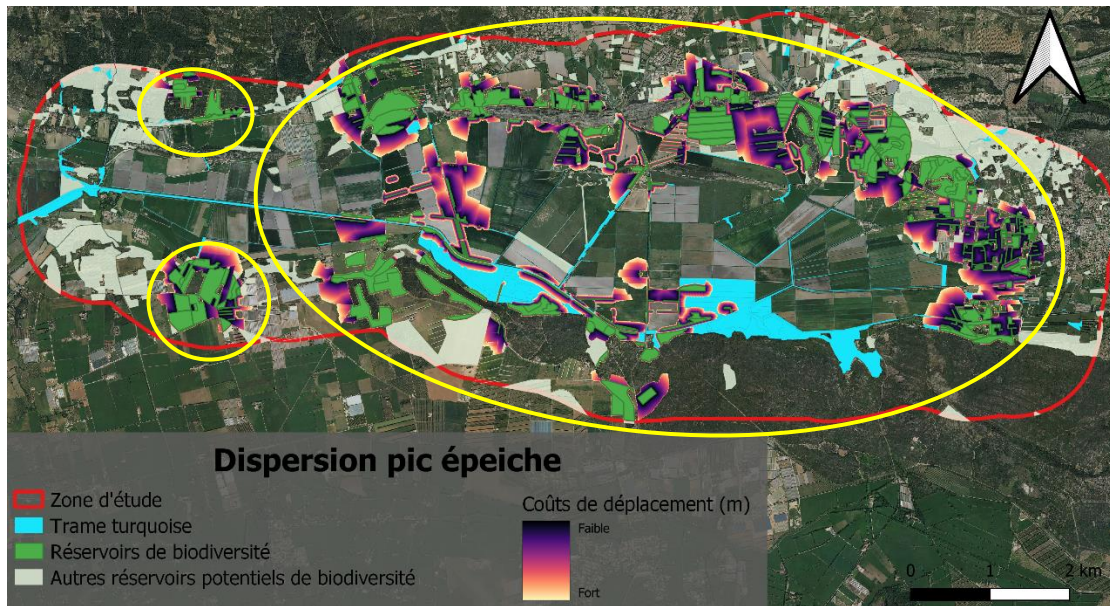 Dispersion pic épeiche
Zone d'étude
Trame turquoise
Réservoirs de biodiversité
Autres réservoirs potentiels de biodiversité
Coûts de déplacement (m)
Faible
Fort
0 1 2 km